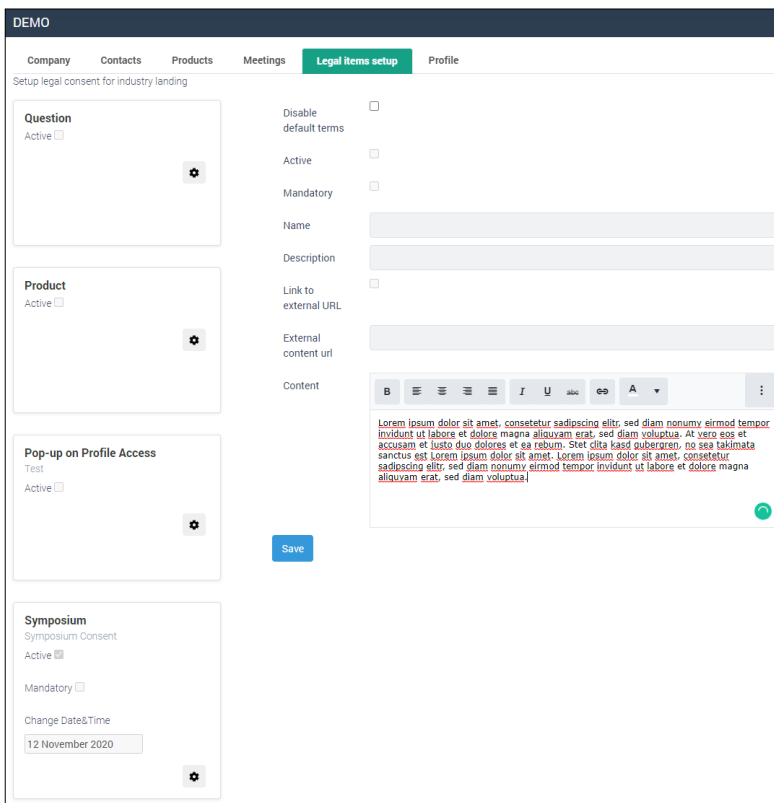 DEMO
Company Contacts Products Meetings Legal items setup Profile
Setup legal consent for industry landing
Question
Active
Product
Active
Pop-up on Profile Access
Test
Active
Symposium
Symposium Consent
Active
Mandatory
Change Date&Time
12 November 2020
Disable
default terms
Active
Mandatory
Name
Description
Link to
external URL
External
content url
Content
B I U abc A
Lorem ipsum dolor sit amet, consetetur sadipscing elitr, sed diam nonumy eirmod tempor
invidunt ut labore et dolore magna aliquyam erat, sed diam voluptua. At vero eos et
accusam et justo duo dolores et ea rebum. Stet clita kasd gubergren, no sea takimata
sanctus est Lorem ipsum dolor sit amet. Lorem ipsum dolor sit amet, consetetur
sadipscing elitr, sed diam nonumy eirmod tempor invidunt ut labore et dolore magna
aliquyam erat, sed diam voluptua.
Save